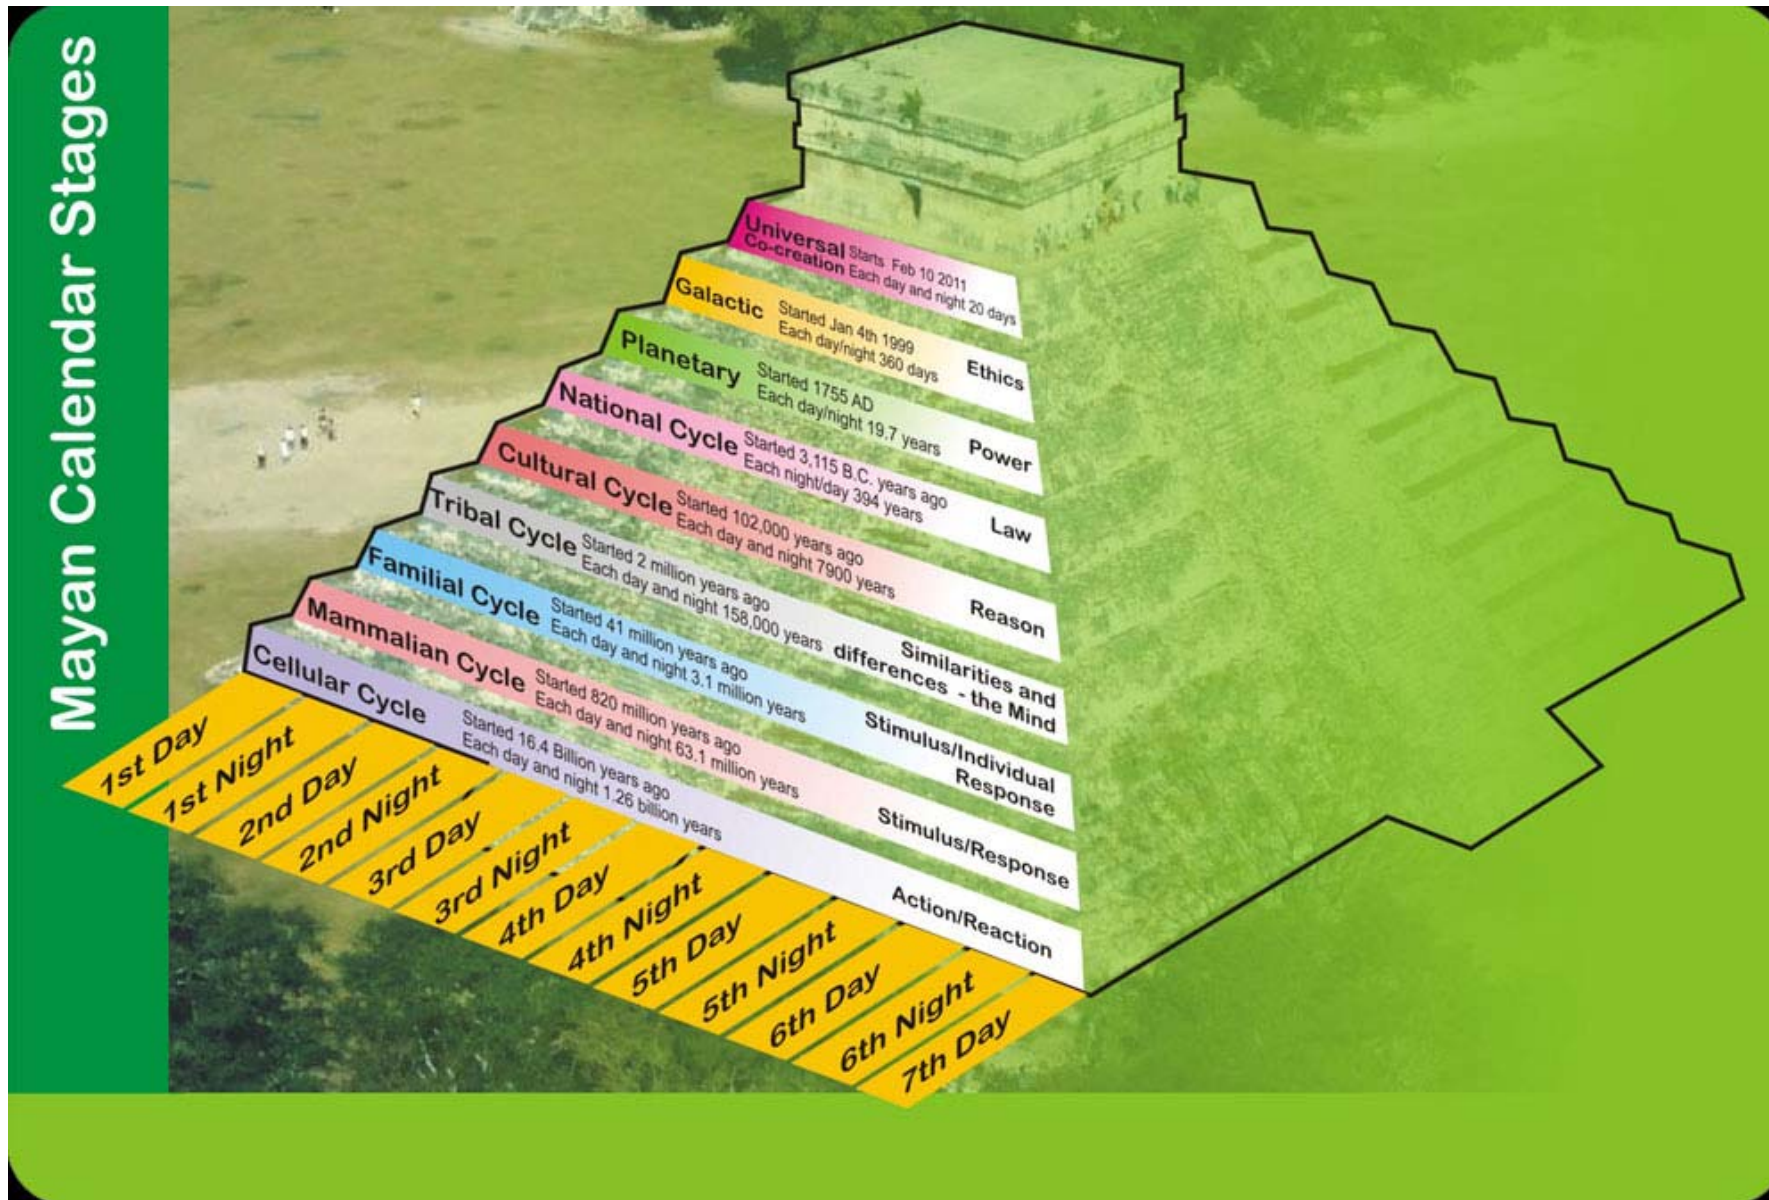 Mayan Calendar Stages
Universal
Co-creation
Starts Feb 10 2011
Each day and night 20 days
Galactic
Started Jan 4th 1999
Each day/night 360 days
Ethics
Planetary
Started 1755 AD
Each day/night 19.7 years
Power
National Cycle
Started 3,115 B.C. years ago
Each night/day 394 years
Law
Cultural Cycle
Started 102,000 years ago
Each day and night 7900 years
Reason
Tribal Cycle
Started 2 million years ago
Each day and night 158,000 years
Similarities and
differences - the Mind
Familial Cycle
Started 41 million years ago
Each day and night 3.1 million years
Stimulus/Individual
Response
Mammalian Cycle
Started 820 million years ago
Each day and night 63.1 million years
Stimulus/Response
Cellular Cycle
Started 16.4 Billion years ago
Each day and night 1.26 billion years
Action/Reaction
1st Day
1st Night
2nd Day
2nd Night
3rd Day
3rd Night
4th Day
4th Night
5th Day
5th Night
6th Day
6th Night
7th Day